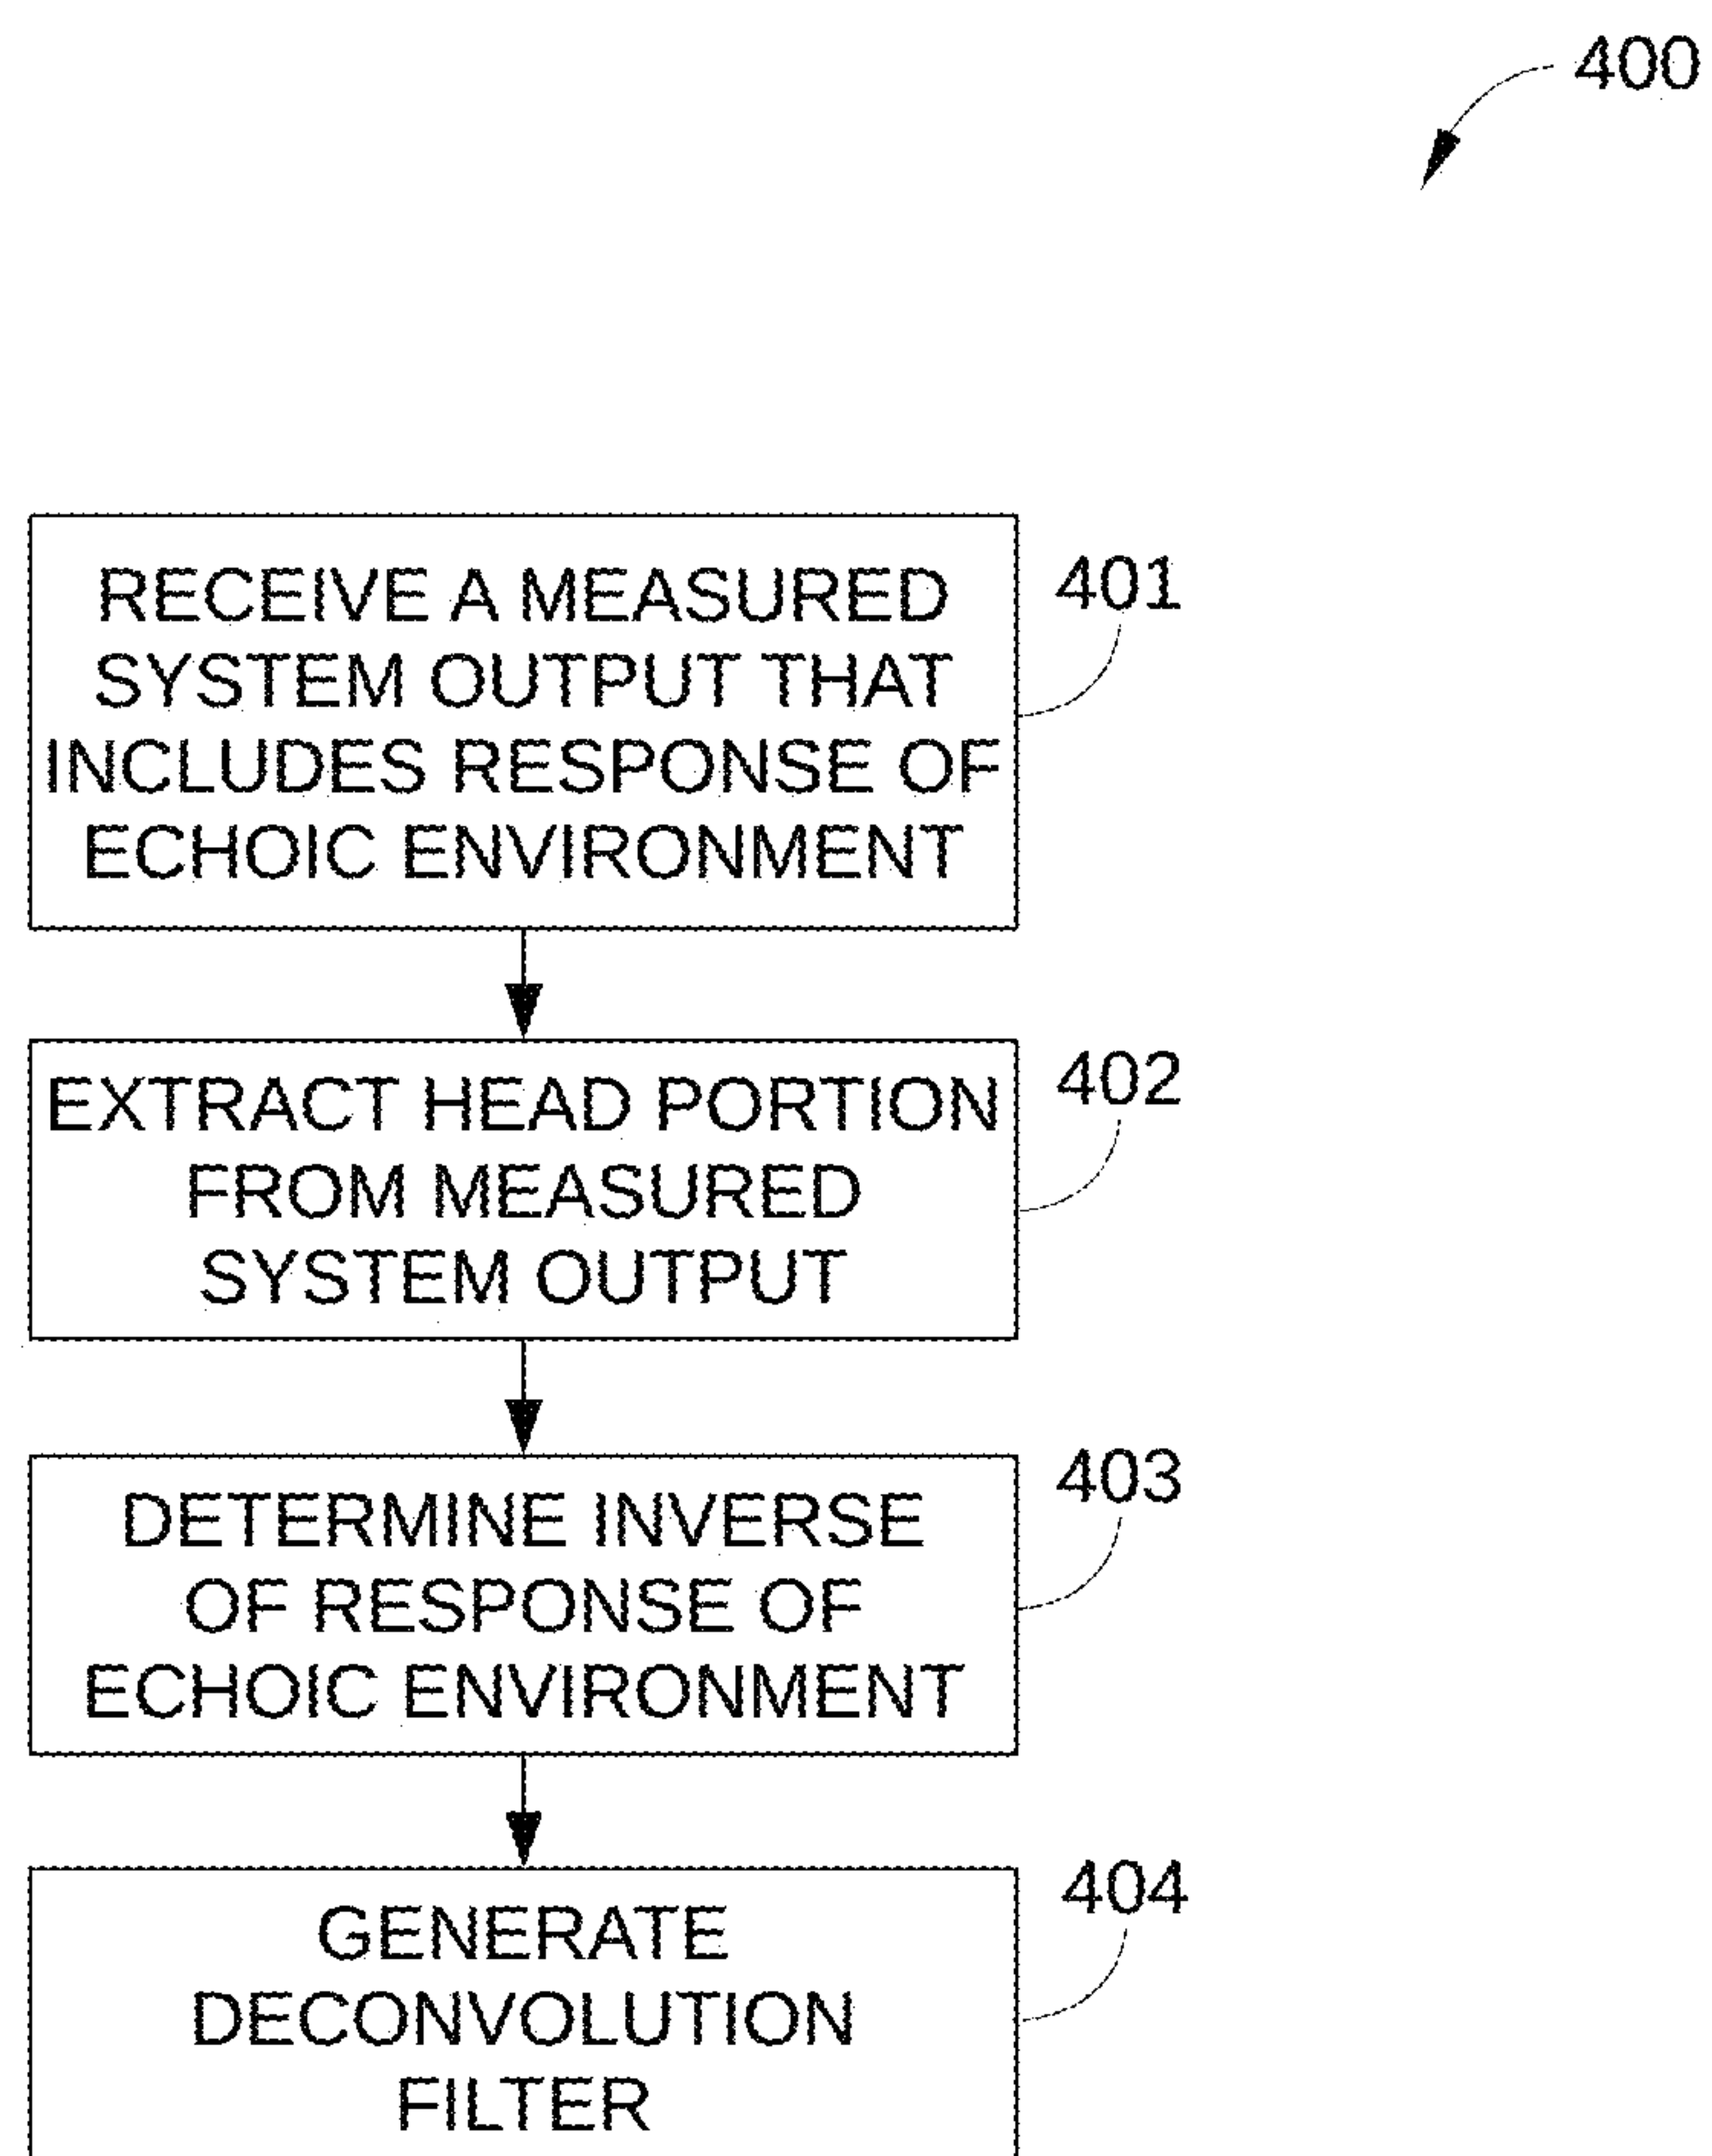 400
RECEIVE A MEASURED
SYSTEM OUTPUT THAT
INCLUDES RESPONSE OF
ECHOIC ENVIRONMENT
401
EXTRACT HEAD PORTION
FROM MEASURED
SYSTEM OUTPUT
402
DETERMINE INVERSE
OF RESPONSE OF
ECHOIC ENVIRONMENT
403
GENERATE
DECONVOLUTION
FILTER
404